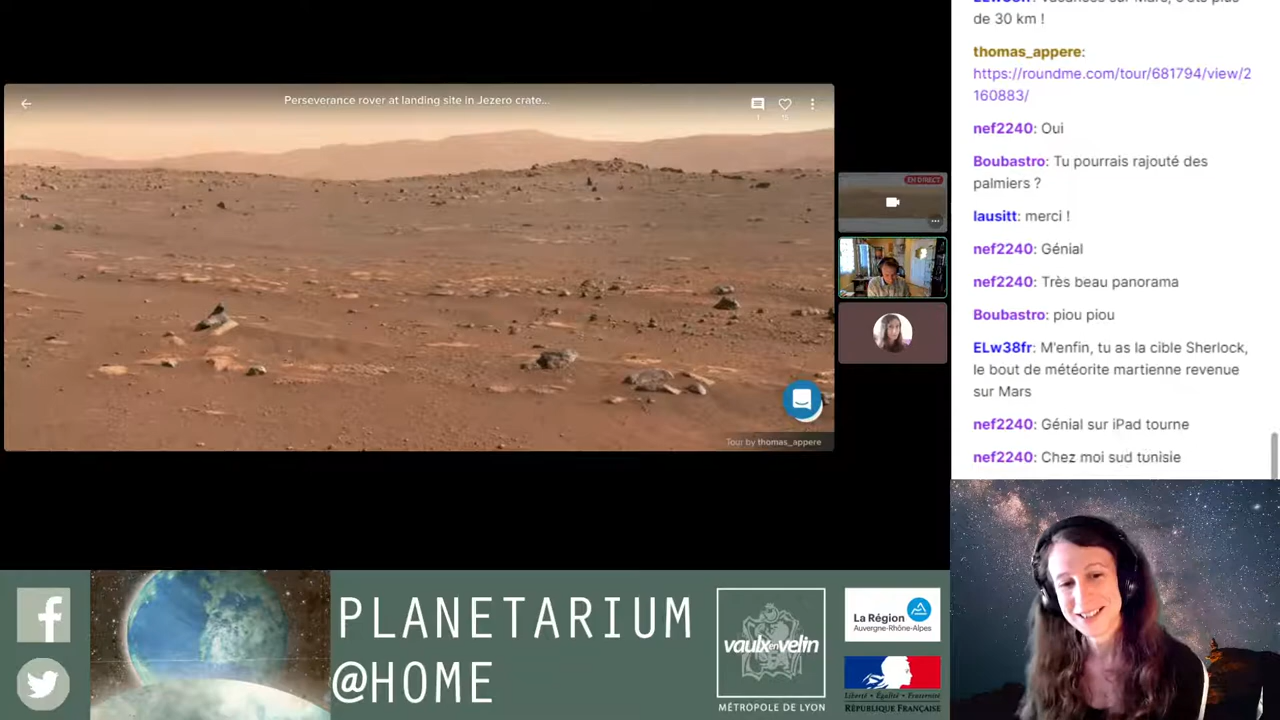 Perseverance rover at landing site in Jezero crate...
1
EN DIRECT
Tour by thomas_appere
de 30 km !
thomas_appere:
https://roundme.com/tour/681794/view/2
160883/
nef2240: Oui
Boubastro: Tu pourrais rajouté des
palmiers ?
lausitt: merci !
nef2240: Génial
nef2240: Très beau panorama
Boubastro: piou piou
ELw38fr: M'enfin, tu as la cible Sherlock,
le bout de météorite martienne revenue
sur Mars
nef2240: Génial sur iPad tourne
nef2240: Chez moi sud tunisie
PLANETARIUM
@HOME
vaulx en velin
MÉTROPOLE DE LYON
La Région
Auvergne-Rhône-Alpes
Liberté • Égalité • Fraternité
RÉPUBLIQUE FRANÇAISE